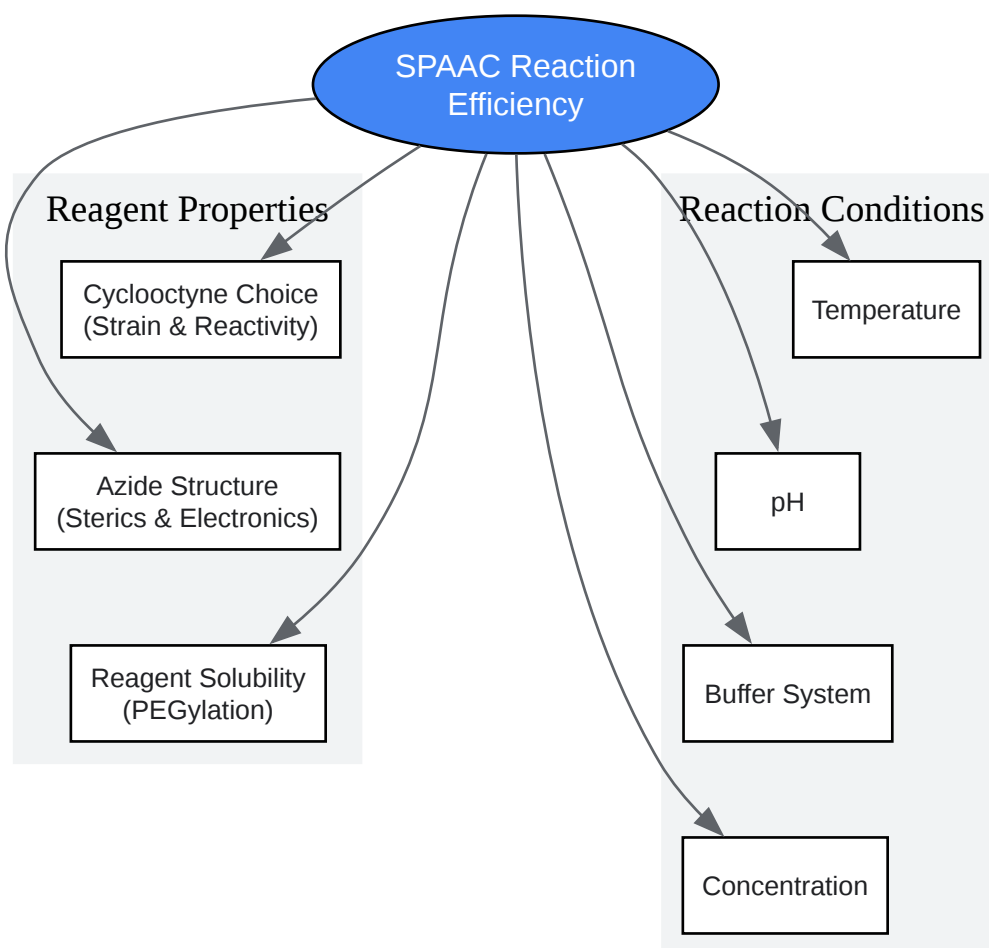 SPAAC Reaction
Efficiency
Reagent Properties
Cyclooctyne Choice
(Strain & Reactivity)
Azide Structure
(Sterics & Electronics)
Reagent Solubility
(PEGylation)
Reaction Conditions
Temperature
pH
Buffer System
Concentration